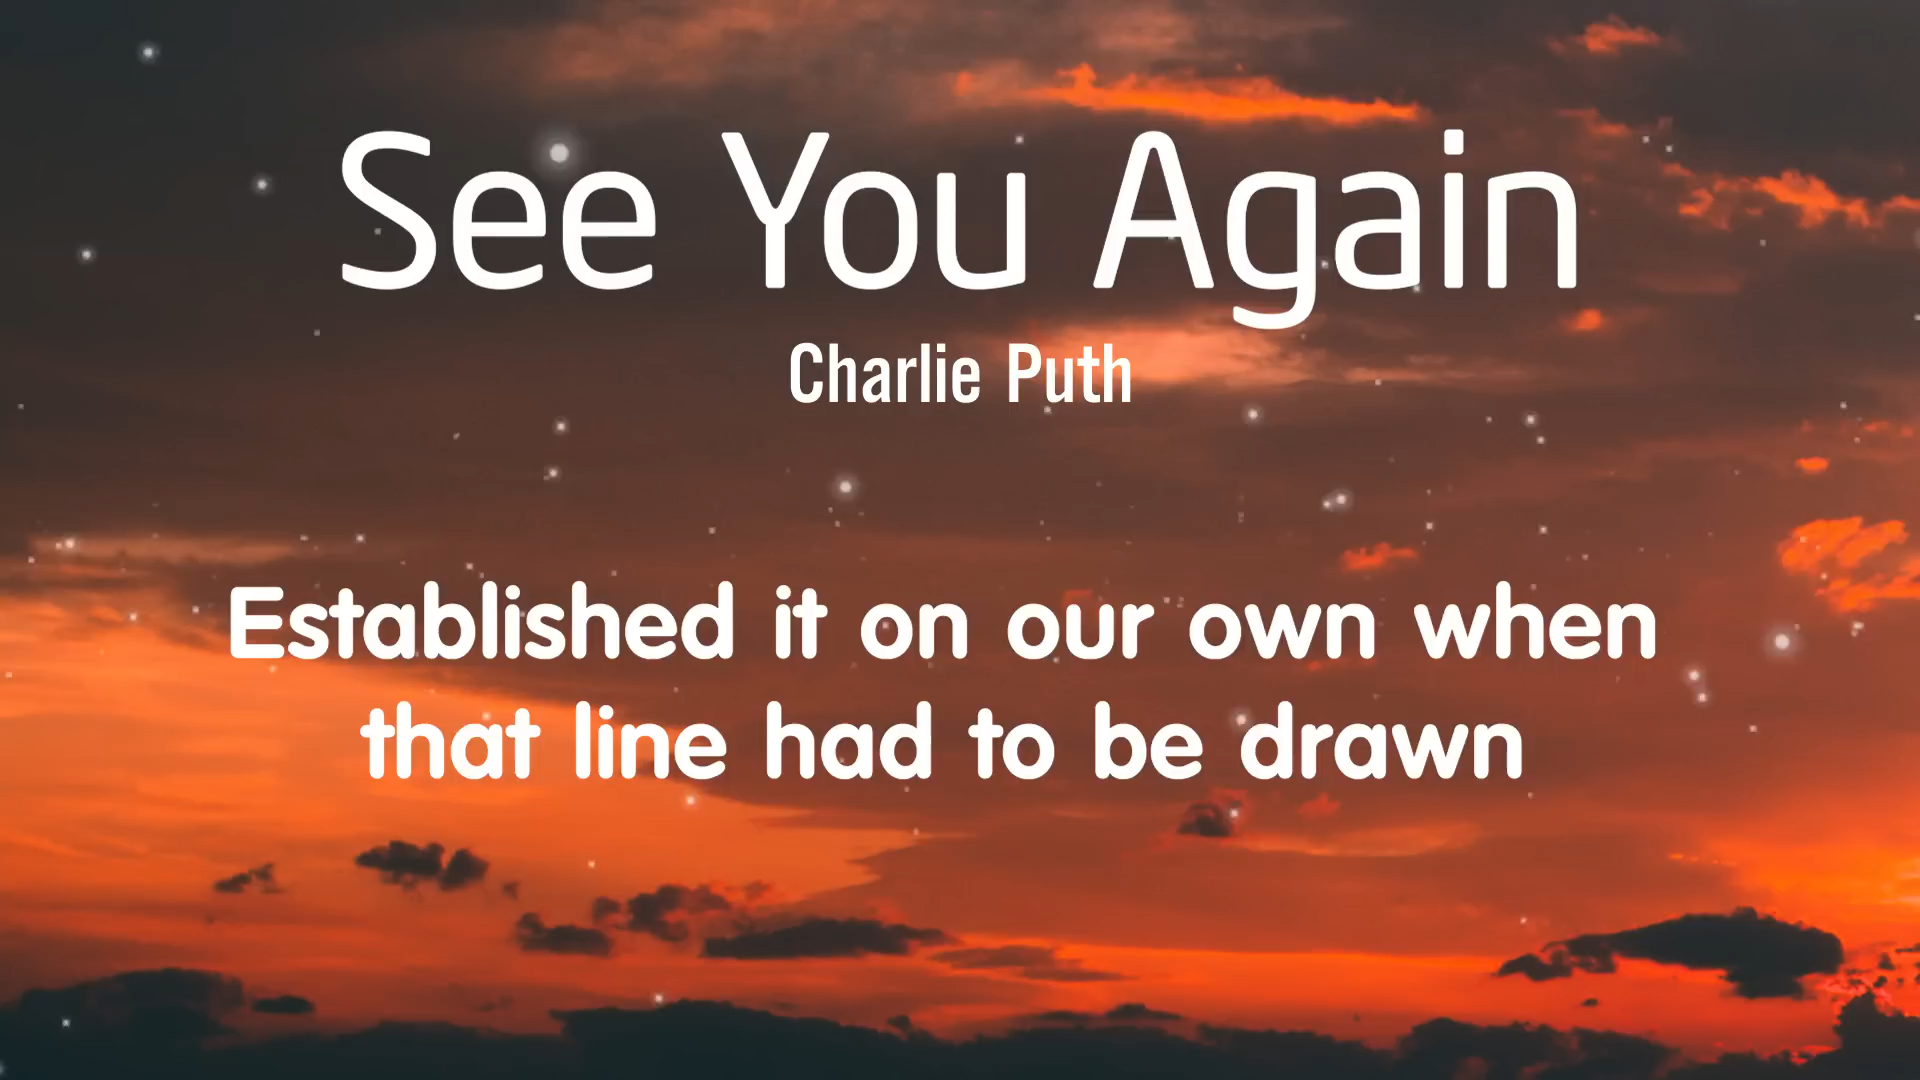 See You Again
Charlie Puth
Established it on our own when
that line had to be drawn